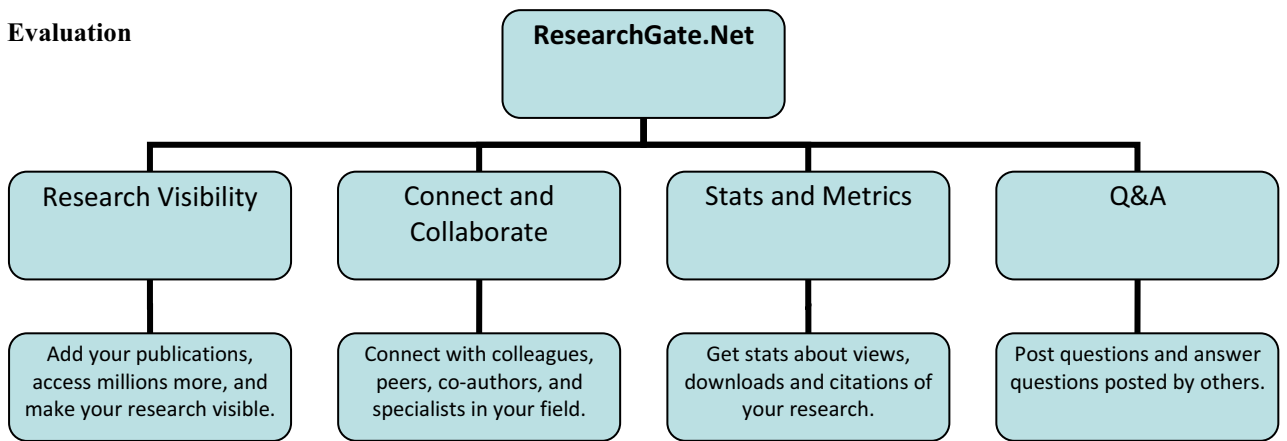 Evaluation
ResearchGate.Net
Research Visibility
Connect and
Collaborate
Stats and Metrics
Q&A
Add your publications,
access millions more, and
make your research visible.
Connect with colleagues,
peers, co-authors, and
specialists in your field.
Get stats about views,
downloads and citations of
your research.
Post questions and answer
questions posted by others.